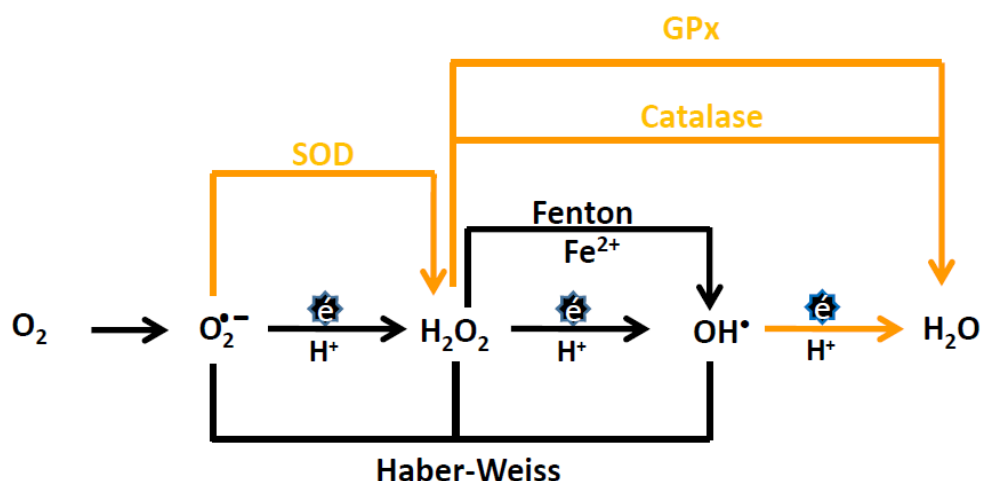 GPx
Catalase
SOD
Fenton
Fe²⁺
é é é
O₂ O₂•– H₂O₂ OH• H₂O
H⁺ H⁺ H⁺
Haber-Weiss